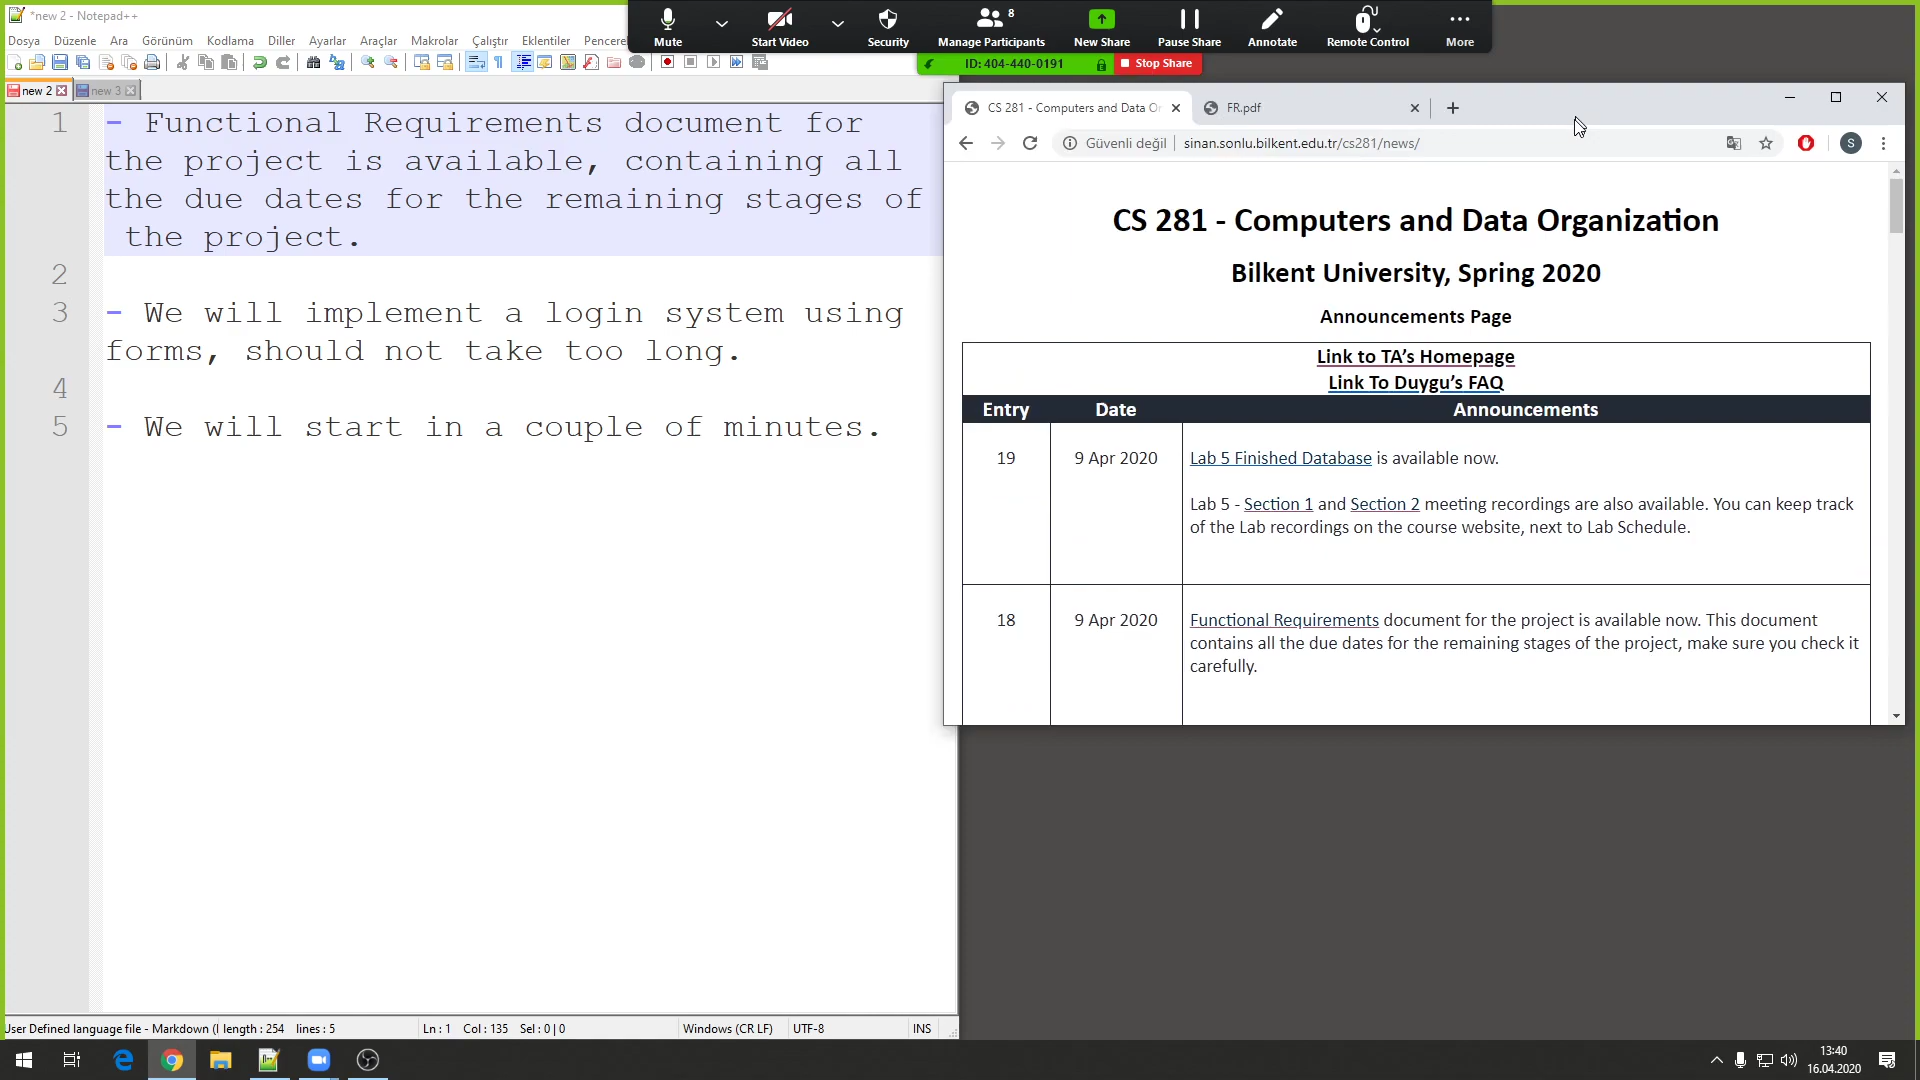 *new 2 - Notepad++
Dosya Düzenle Ara Görünüm Kodlama Diller Ayarlar Araçlar Makrolar Çalıştır Eklentiler
new 2
new 3
1
- Functional Requirements document for
the project is available, containing all
the due dates for the remaining stages of
the project.
2
3
- We will implement a login system using
forms, should not take too long.
4
5
- We will start in a couple of minutes.
length : 254 lines : 5
Ln : 1 Col : 135 Sel : 0 | 0
Windows (CR LF)
UTF-8
INS
Mute
Start Video
Security
8
Manage Participants
New Share
Pause Share
Annotate
Remote Control
More
ID: 404-440-0191
Stop Share
CS 281 - Computers and Data
FR.pdf
Güvenli değil
sinan.sonlu.bilkent.edu.tr/cs281/news/
S
CS 281 - Computers and Data Organization
Bilkent University, Spring 2020
Announcements Page
Link to TA’s Homepage
Link To Duygu’s FAQ
Entry Date Announcements
19 9 Apr 2020 Lab 5 Finished Database is available now.
Lab 5 - Section 1 and Section 2 meeting recordings are also available. You can keep track
of the Lab recordings on the course website, next to Lab Schedule.
18 9 Apr 2020 Functional Requirements document for the project is available now. This document
contains all the due dates for the remaining stages of the project, make sure you check it
carefully.
13:40
16.04.2020